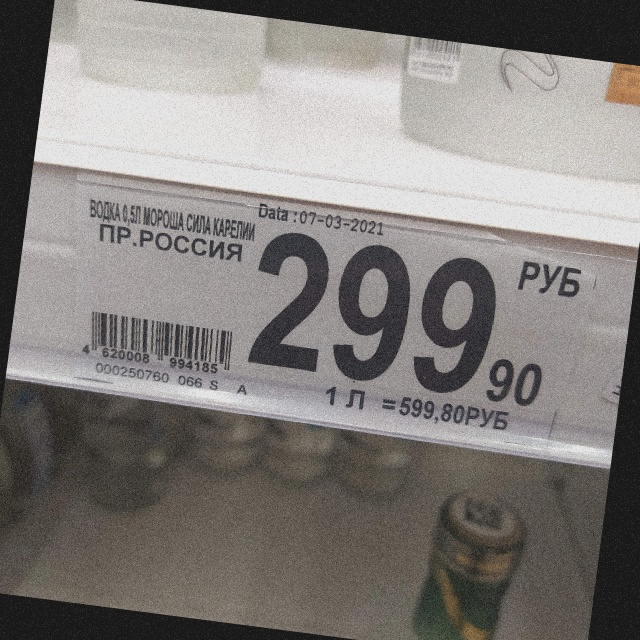 ВОДКА 0,5Л МОРОША СИЛА КАРЕЛИИ
ПР.РОССИЯ
Data :07-03-2021
299 90
РУБ
4 620008 994185
000250760 066 S A
1 Л =599,80РУБ